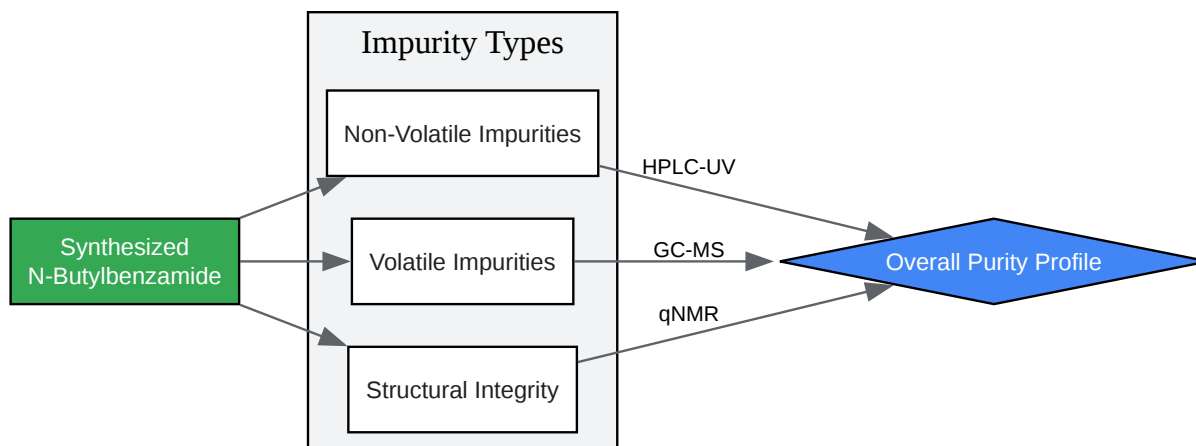 Impurity Types
Non-Volatile Impurities
HPLC-UV
Synthesized
N-Butylbenzamide
Volatile Impurities
GC-MS
Overall Purity Profile
qNMR
Structural Integrity